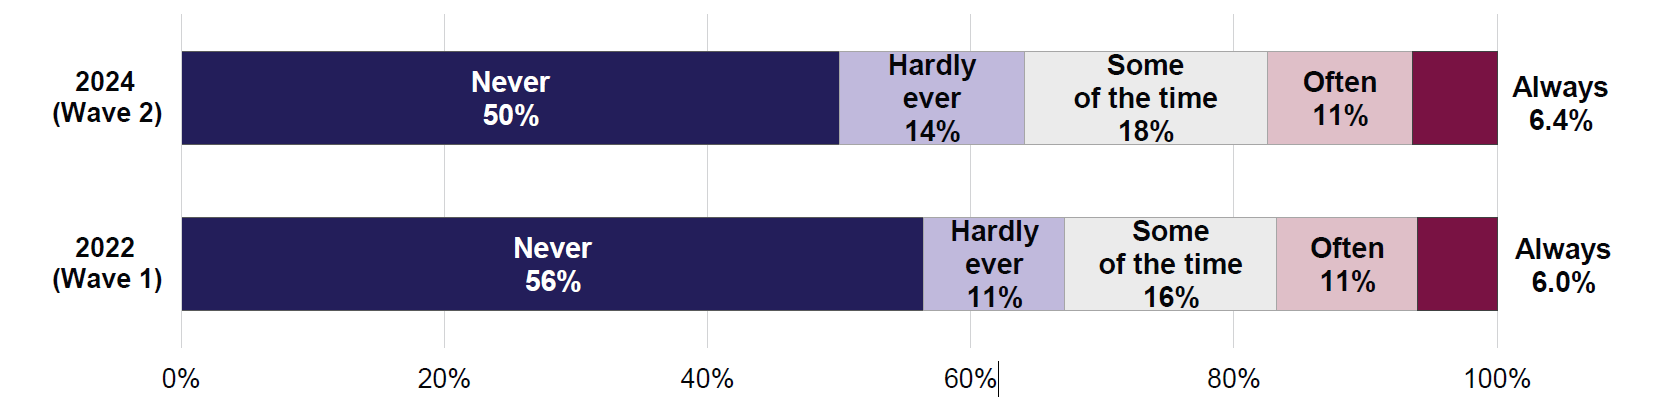 2024
(Wave 2)
Never
50%
Hardly
ever
14%
Some
of the time
18%
Often
11%
Always
6.4%
2022
(Wave 1)
Never
56%
Hardly
ever
11%
Some
of the time
16%
Often
11%
Always
6.0%
0% 20% 40% 60% 80% 100%